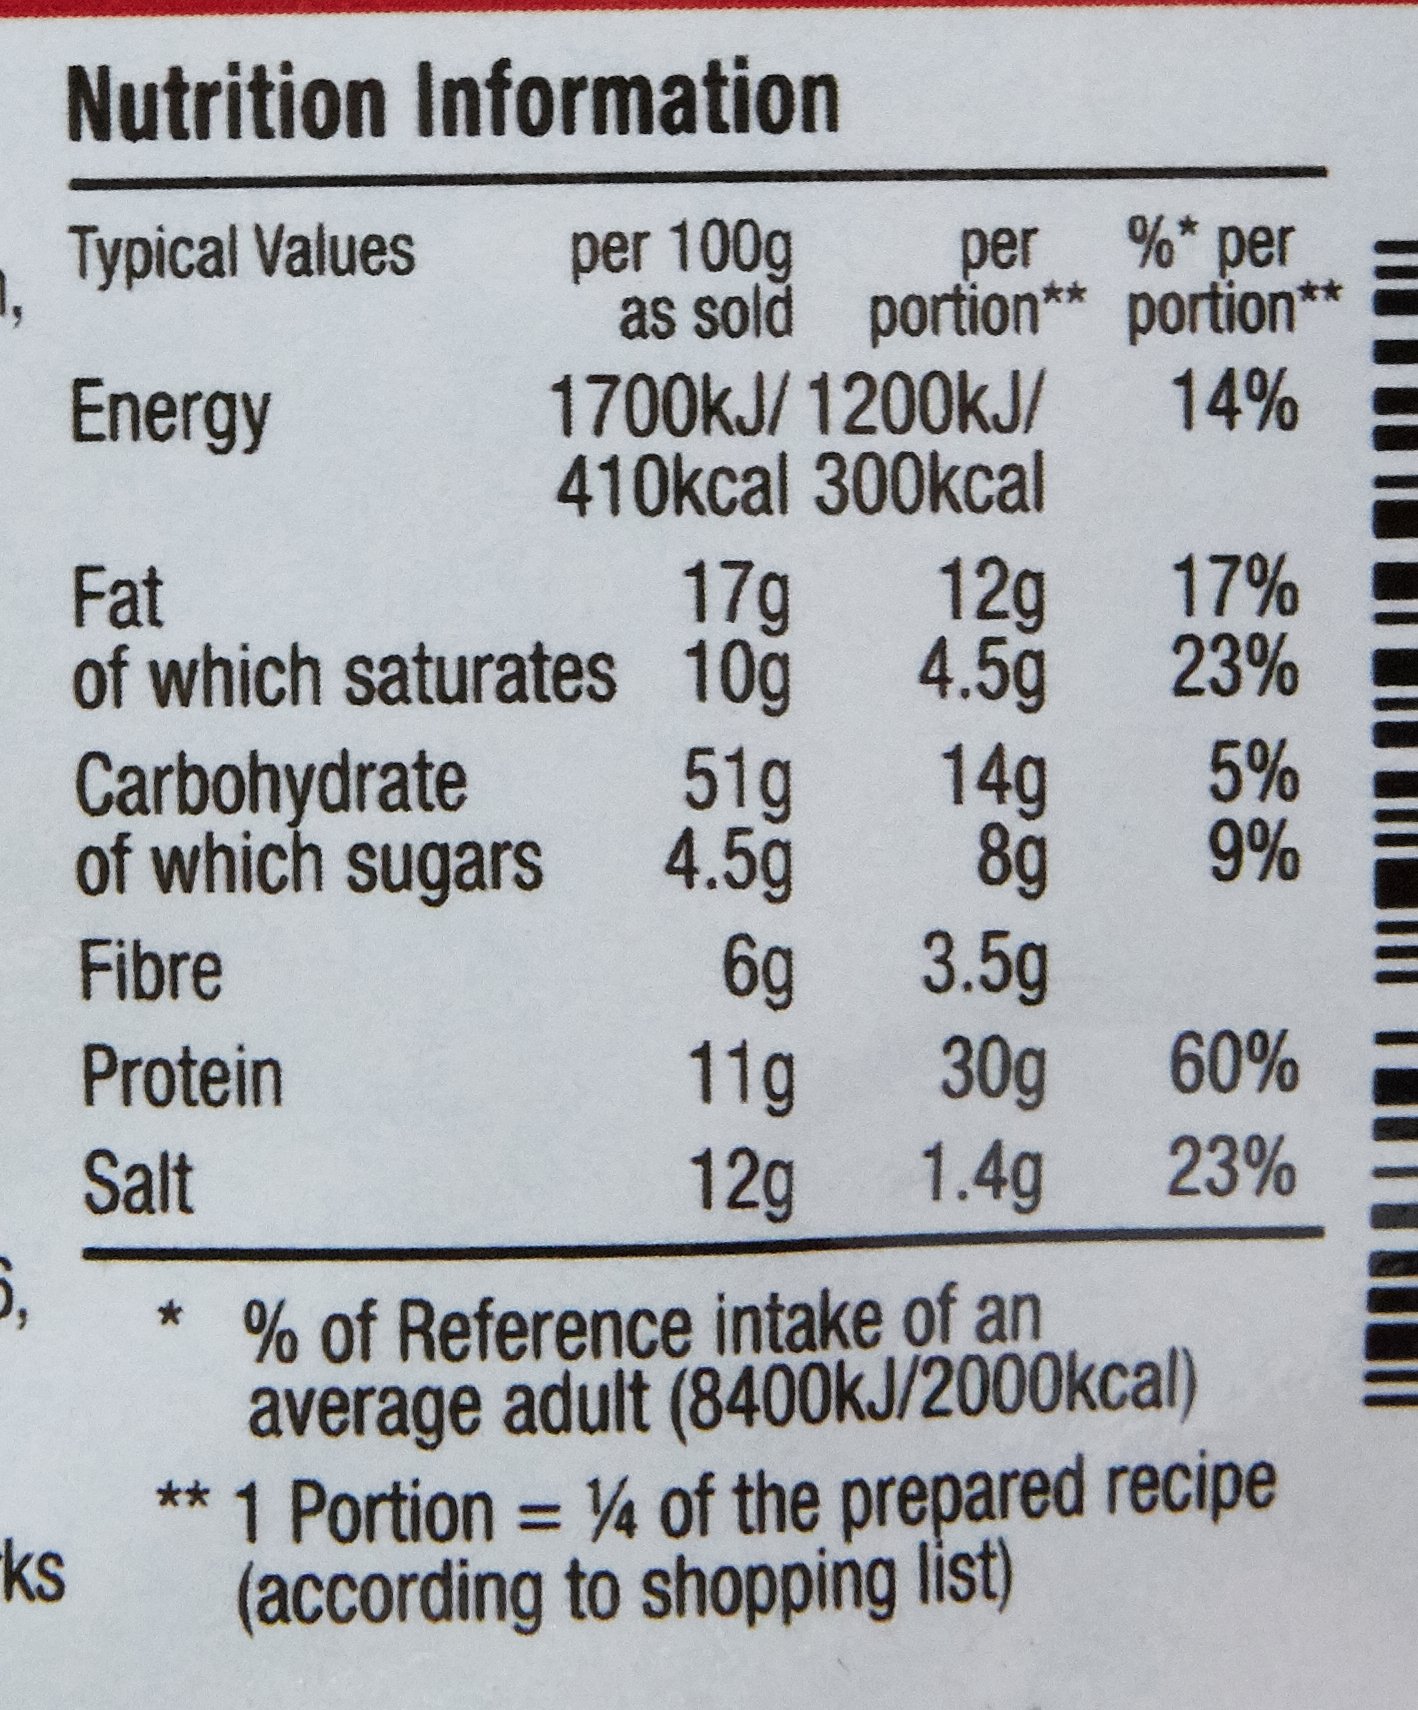 Nutrition Information
Typical Values per 100g per %* per
as sold portion** portion**
Energy 1700kJ/ 1200kJ/ 14%
410kcal 300kcal
Fat 17g 12g 17%
of which saturates 10g 4.5g 23%
Carbohydrate 51g 14g 5%
of which sugars 4.5g 8g 9%
Fibre 6g 3.5g
Protein 11g 30g 60%
Salt 12g 1.4g 23%
* % of Reference intake of an
average adult (8400kJ/2000kcal)
** 1 Portion = ¼ of the prepared recipe
(according to shopping list)